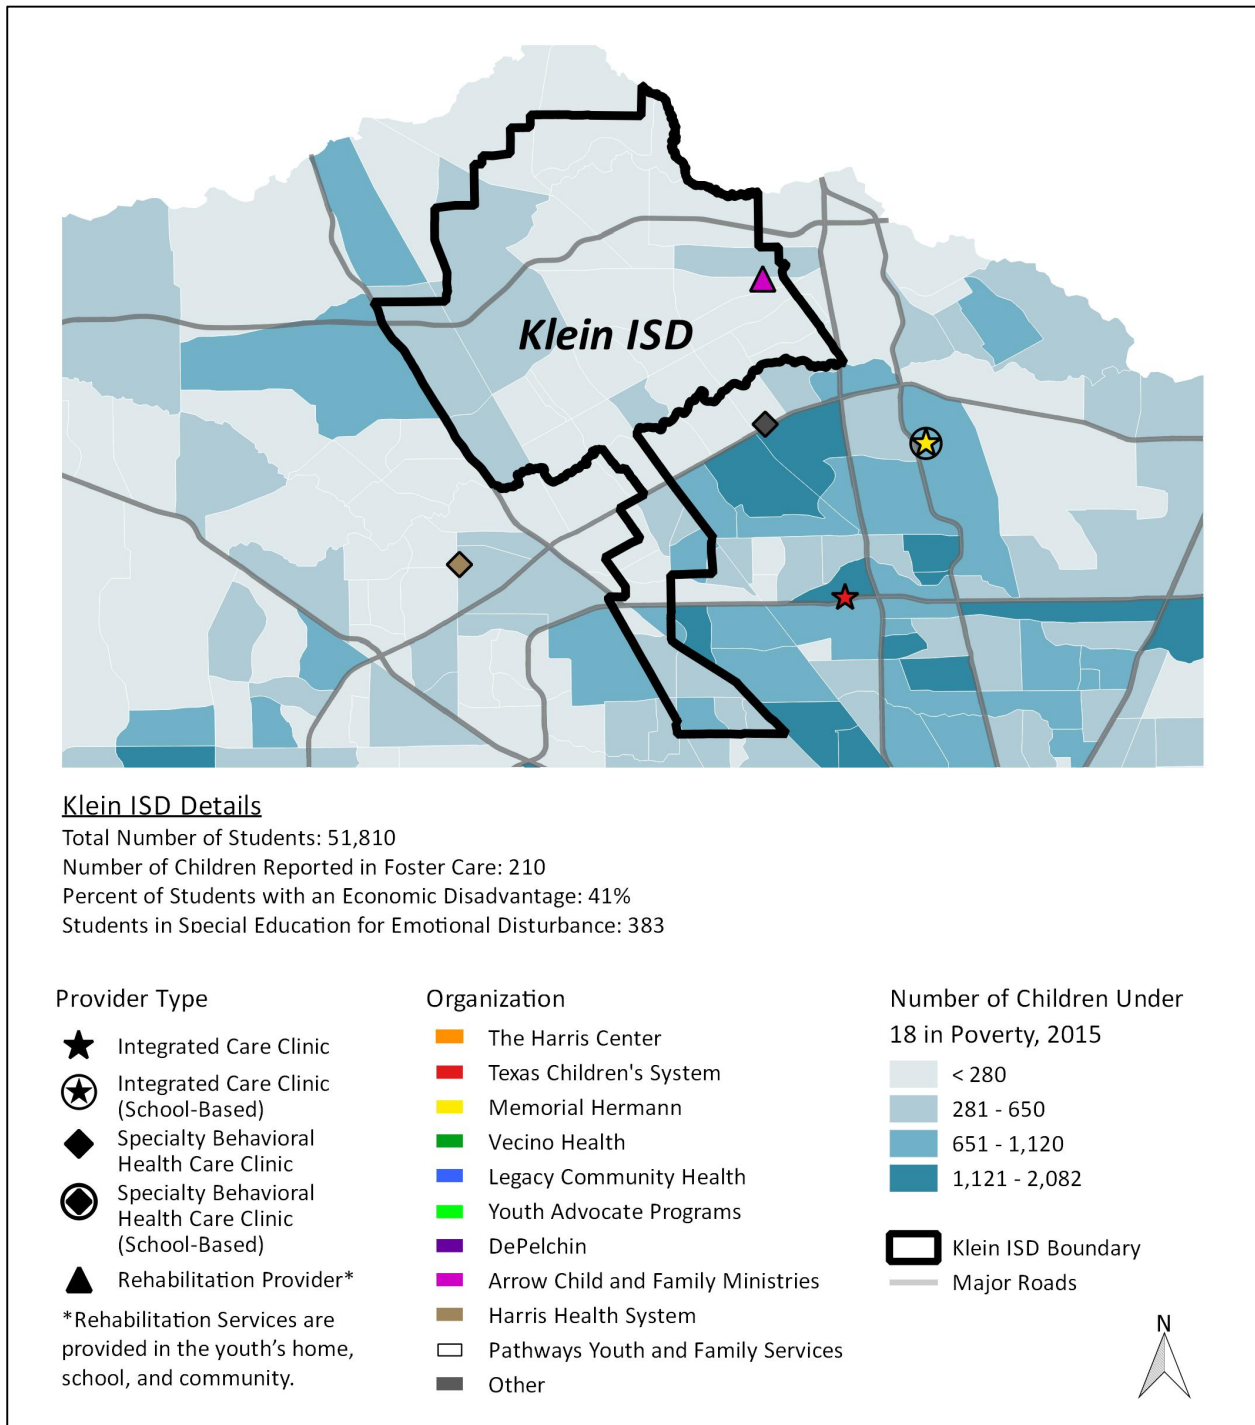 Klein ISD
Klein ISD Details
Total Number of Students: 51,810
Number of Children Reported in Foster Care: 210
Percent of Students with an Economic Disadvantage: 41%
Students in Special Education for Emotional Disturbance: 383
Provider Type
Integrated Care Clinic
Integrated Care Clinic
(School-Based)
Specialty Behavioral
Health Care Clinic
Specialty Behavioral
Health Care Clinic
(School-Based)
Rehabilitation Provider*
*Rehabilitation Services are
provided in the youth's home,
school, and community.
Organization
The Harris Center
Texas Children's System
Memorial Hermann
Vecino Health
Legacy Community Health
Youth Advocate Programs
DePelchin
Arrow Child and Family Ministries
Harris Health System
Pathways Youth and Family Services
Other
Number of Children Under
18 in Poverty, 2015
< 280
281 - 650
651 - 1,120
1,121 - 2,082
Klein ISD Boundary
Major Roads
N